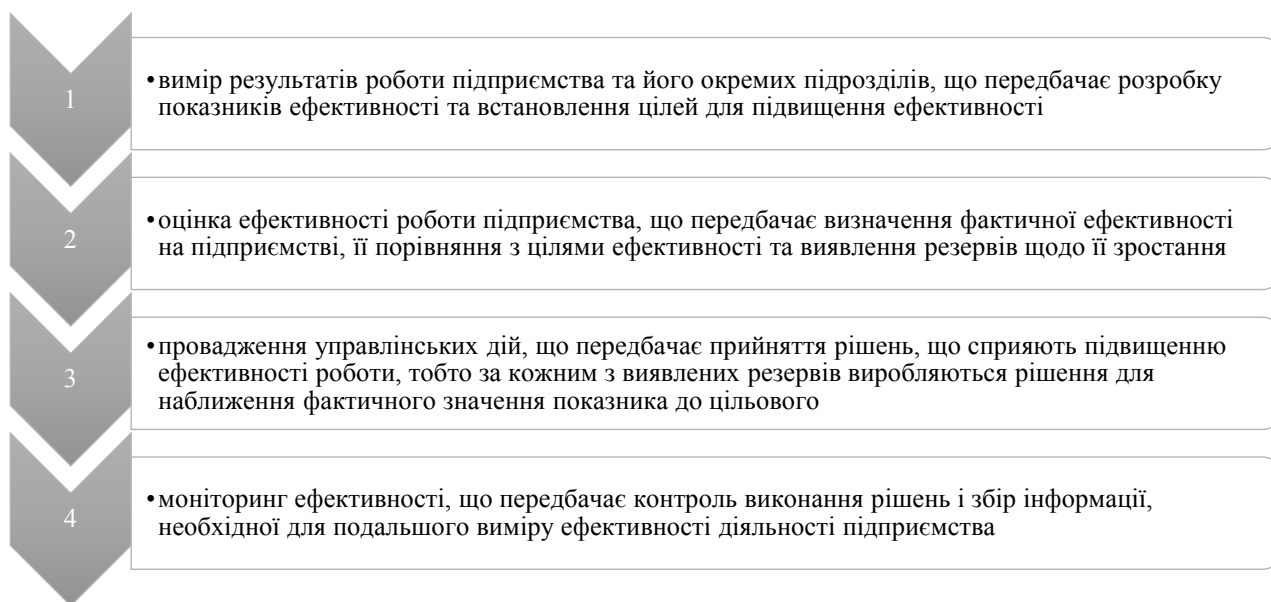 1
•вимір результатів роботи підприємства та його окремих підрозділів, що передбачає розробку
показників ефективності та встановлення цілей для підвищення ефективності
2
•оцінка ефективності роботи підприємства, що передбачає визначення фактичної ефективності
на підприємстві, її порівняння з цілями ефективності та виявлення резервів щодо її зростання
3
•провадження управлінських дій, що передбачає прийняття рішень, що сприяють підвищенню
ефективності роботи, тобто за кожним з виявлених резервів виробляються рішення для
наближення фактичного значення показника до цільового
4
•моніторинг ефективності, що передбачає контроль виконання рішень і збір інформації,
необхідної для подальшого виміру ефективності діяльності підприємства